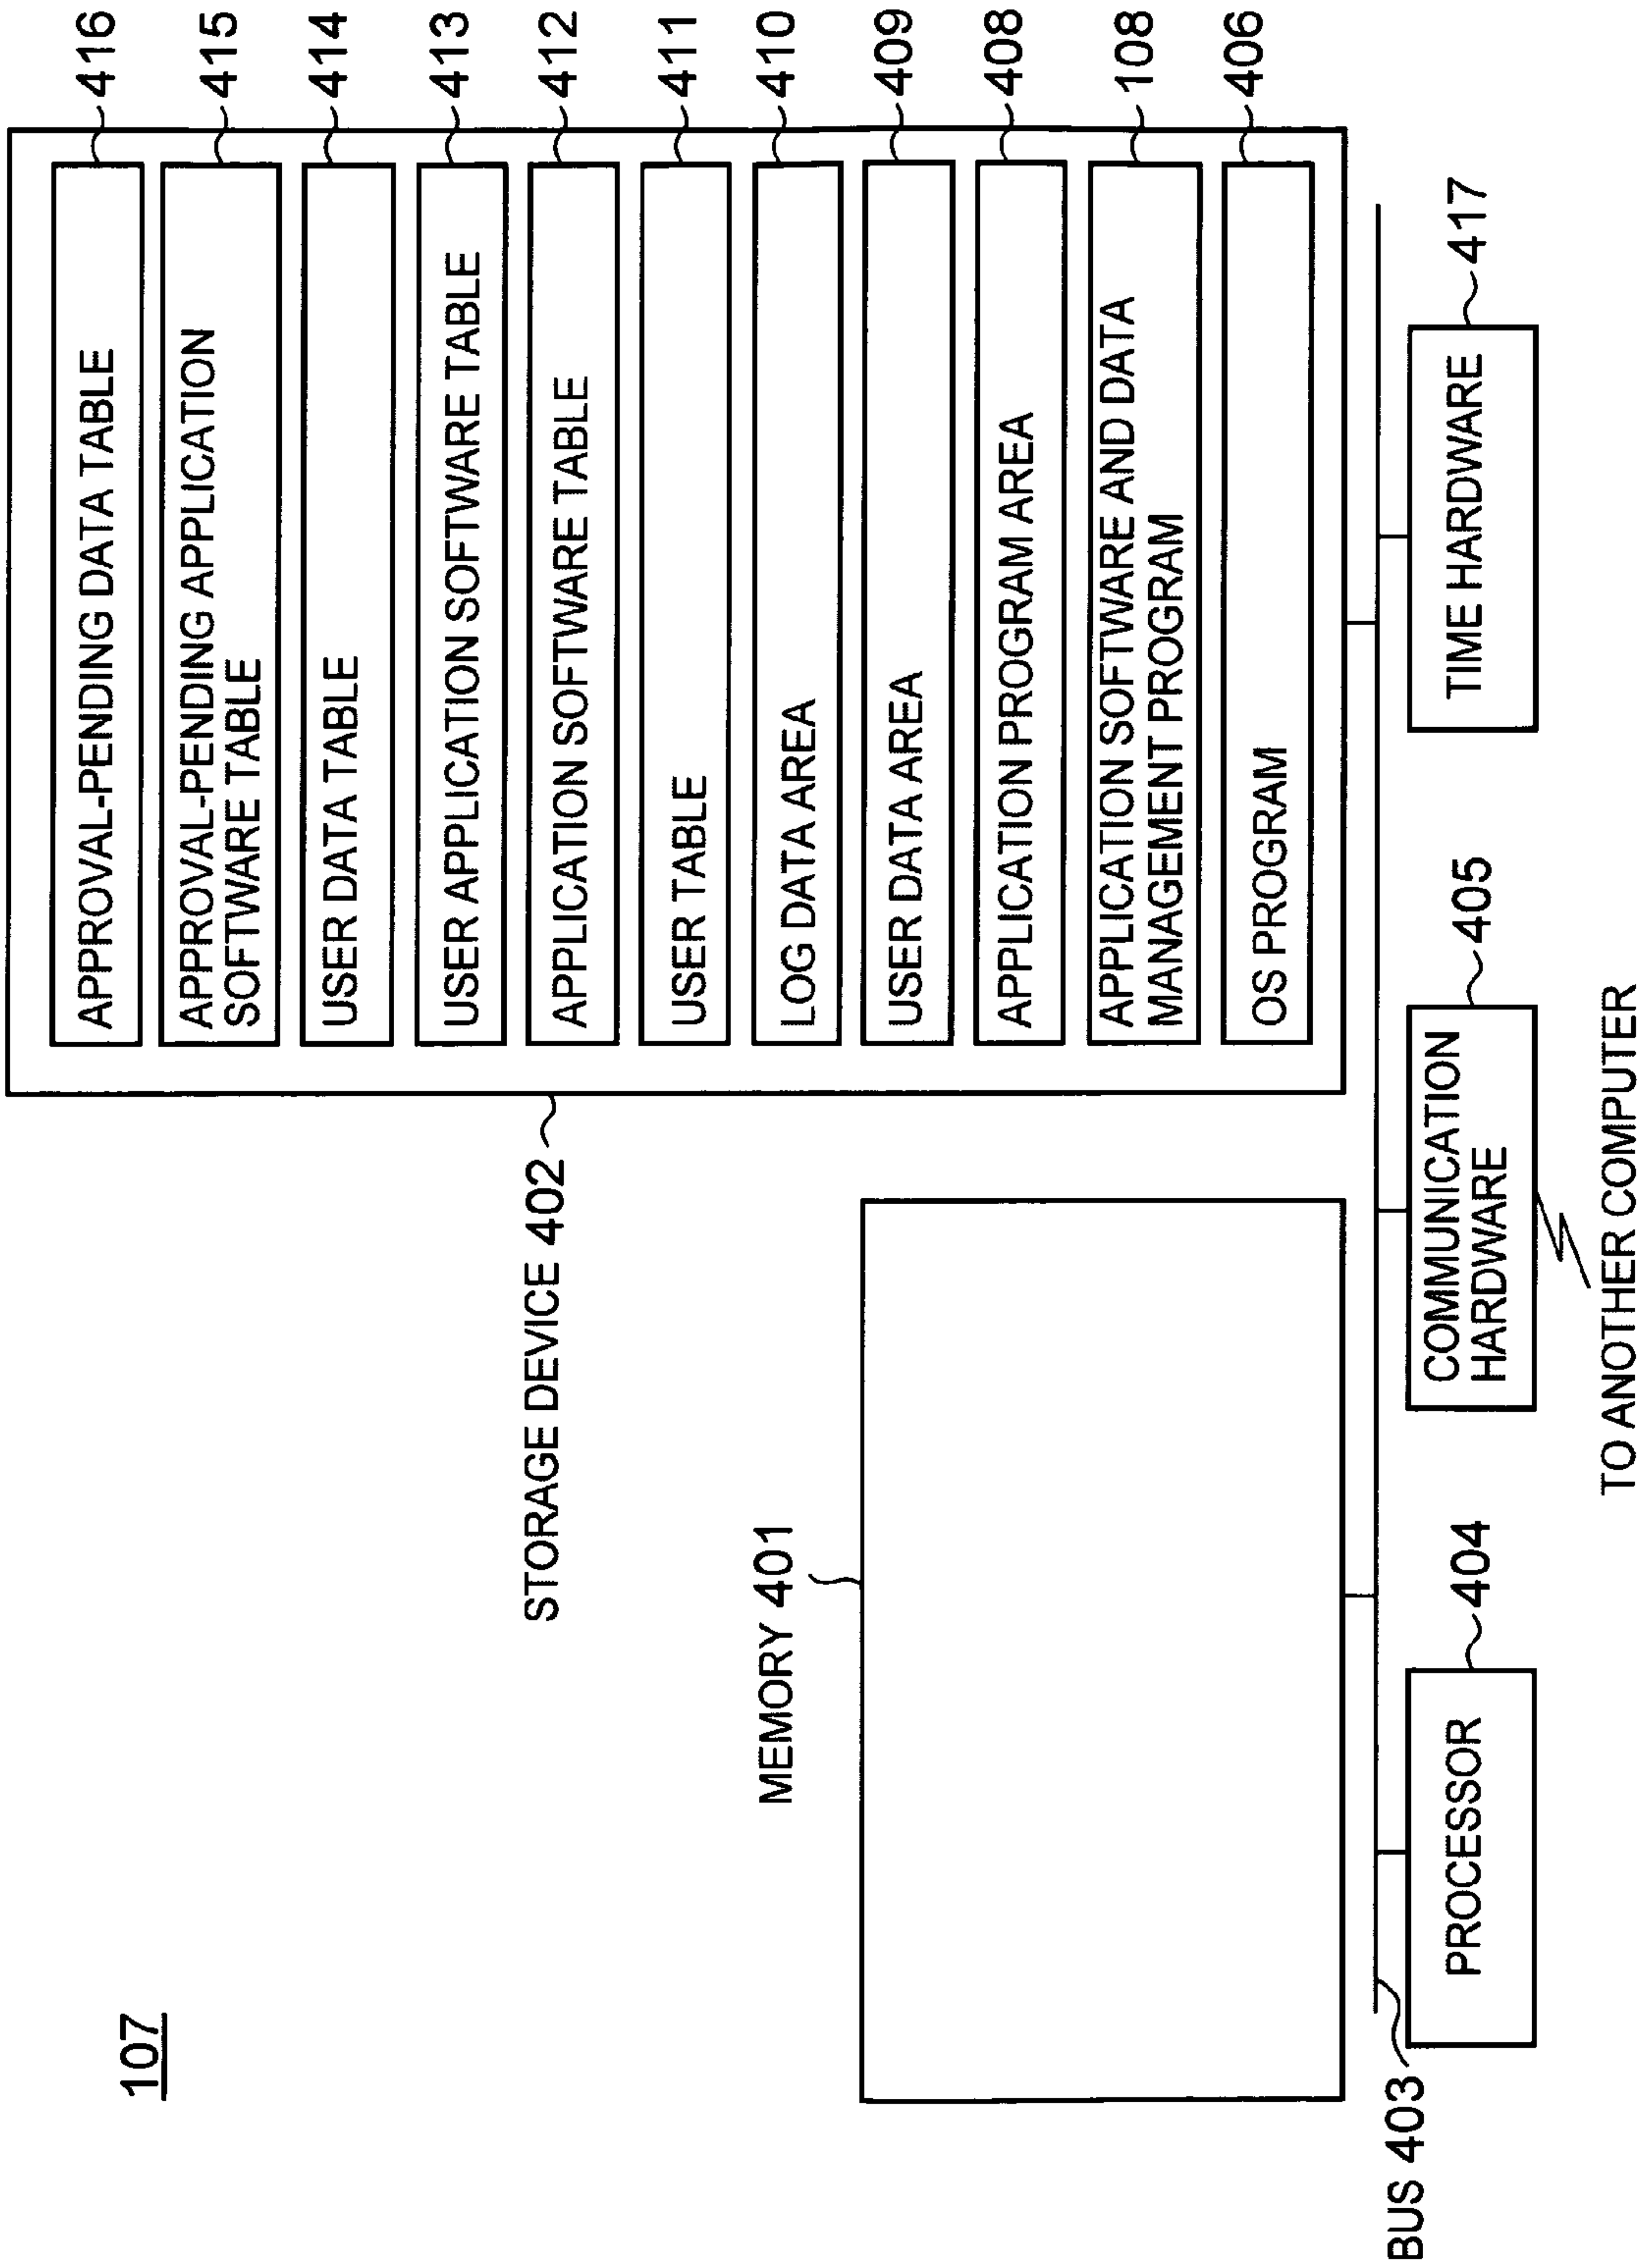 107
STORAGE DEVICE 402
APPROVAL-PENDING DATA TABLE
416
APPROVAL-PENDING APPLICATION
SOFTWARE TABLE
415
USER DATA TABLE
414
USER APPLICATION SOFTWARE TABLE
413
APPLICATION SOFTWARE TABLE
412
USER TABLE
411
LOG DATA AREA
410
USER DATA AREA
409
APPLICATION PROGRAM AREA
408
APPLICATION SOFTWARE AND DATA
MANAGEMENT PROGRAM
108
OS PROGRAM
406
MEMORY 401
BUS 403
PROCESSOR
404
COMMUNICATION
HARDWARE
405
TO ANOTHER COMPUTER
TIME HARDWARE
417